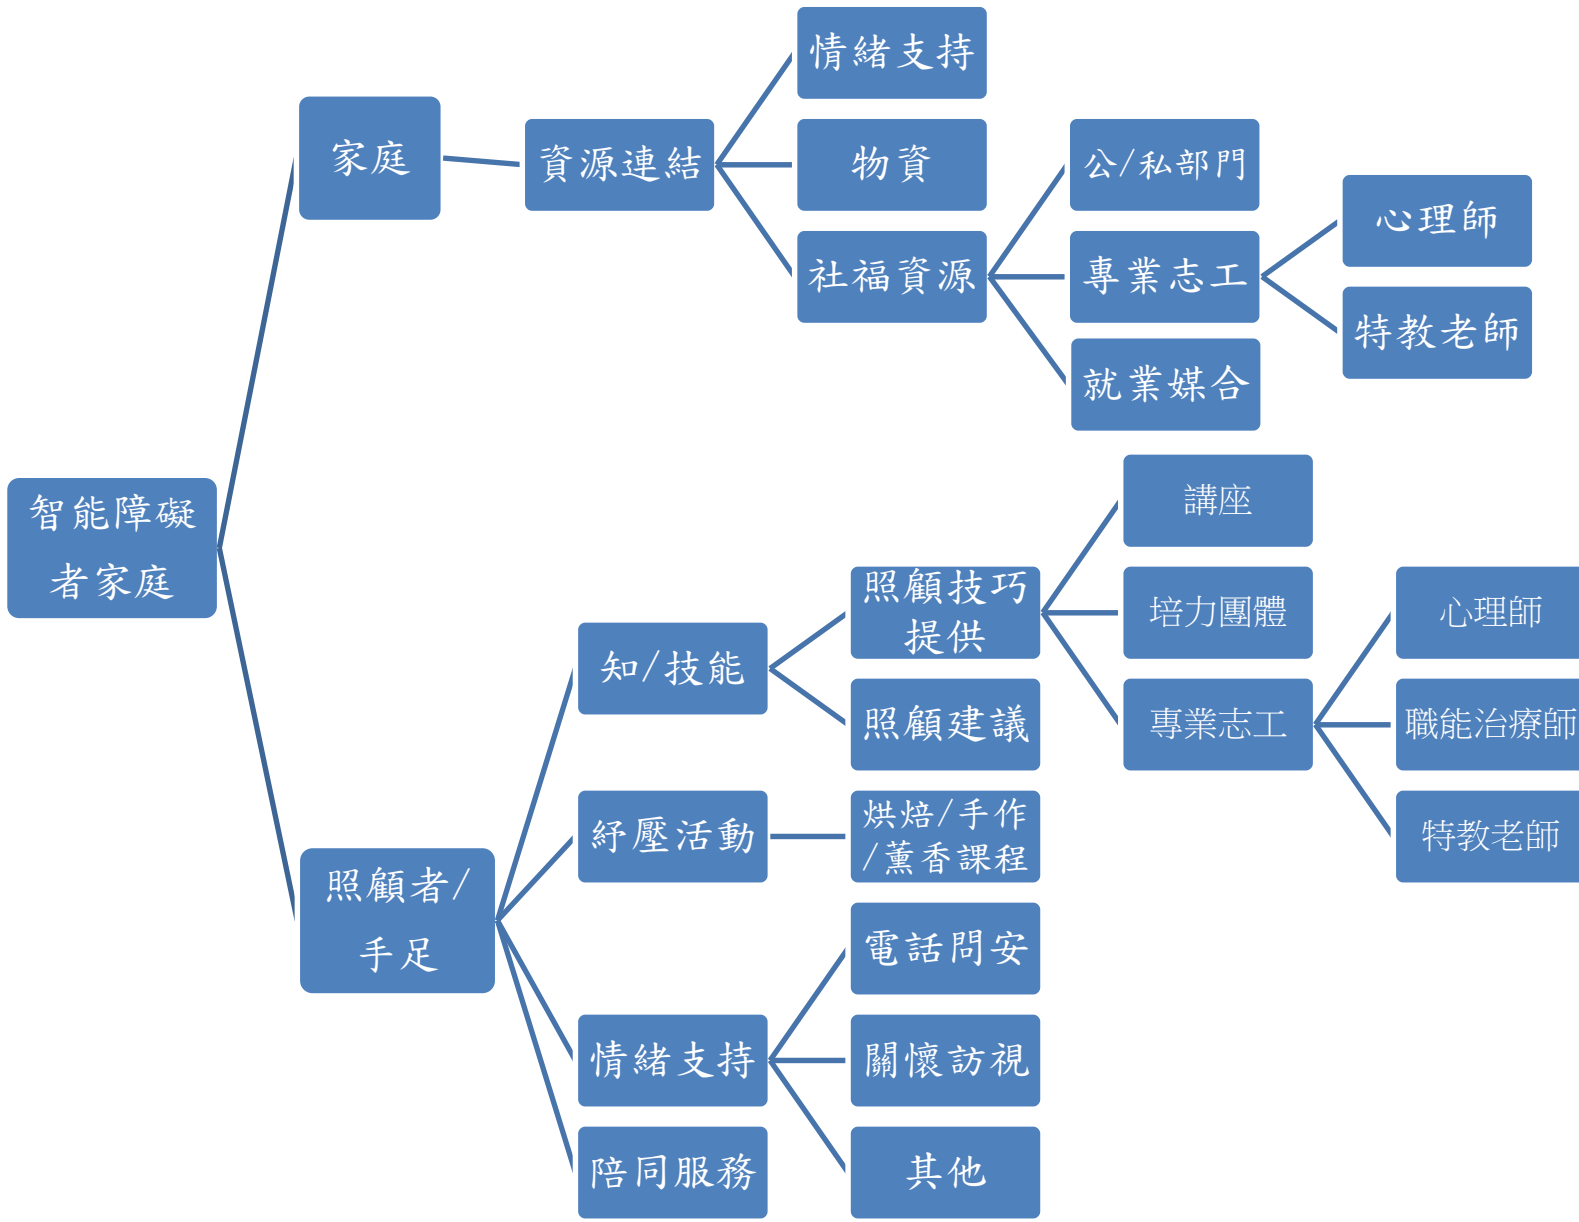 智能障礙
者家庭
家庭
資源連結
情緒支持
物資
社福資源
公/私部門
專業志工
就業媒合
心理師
特教老師
照顧者/
手足
知/技能
照顧技巧
提供
照顧建議
講座
培力團體
專業志工
心理師
職能治療師
特教老師
紓壓活動
烘焙/手作
/薰香課程
情緒支持
電話問安
關懷訪視
其他
陪同服務